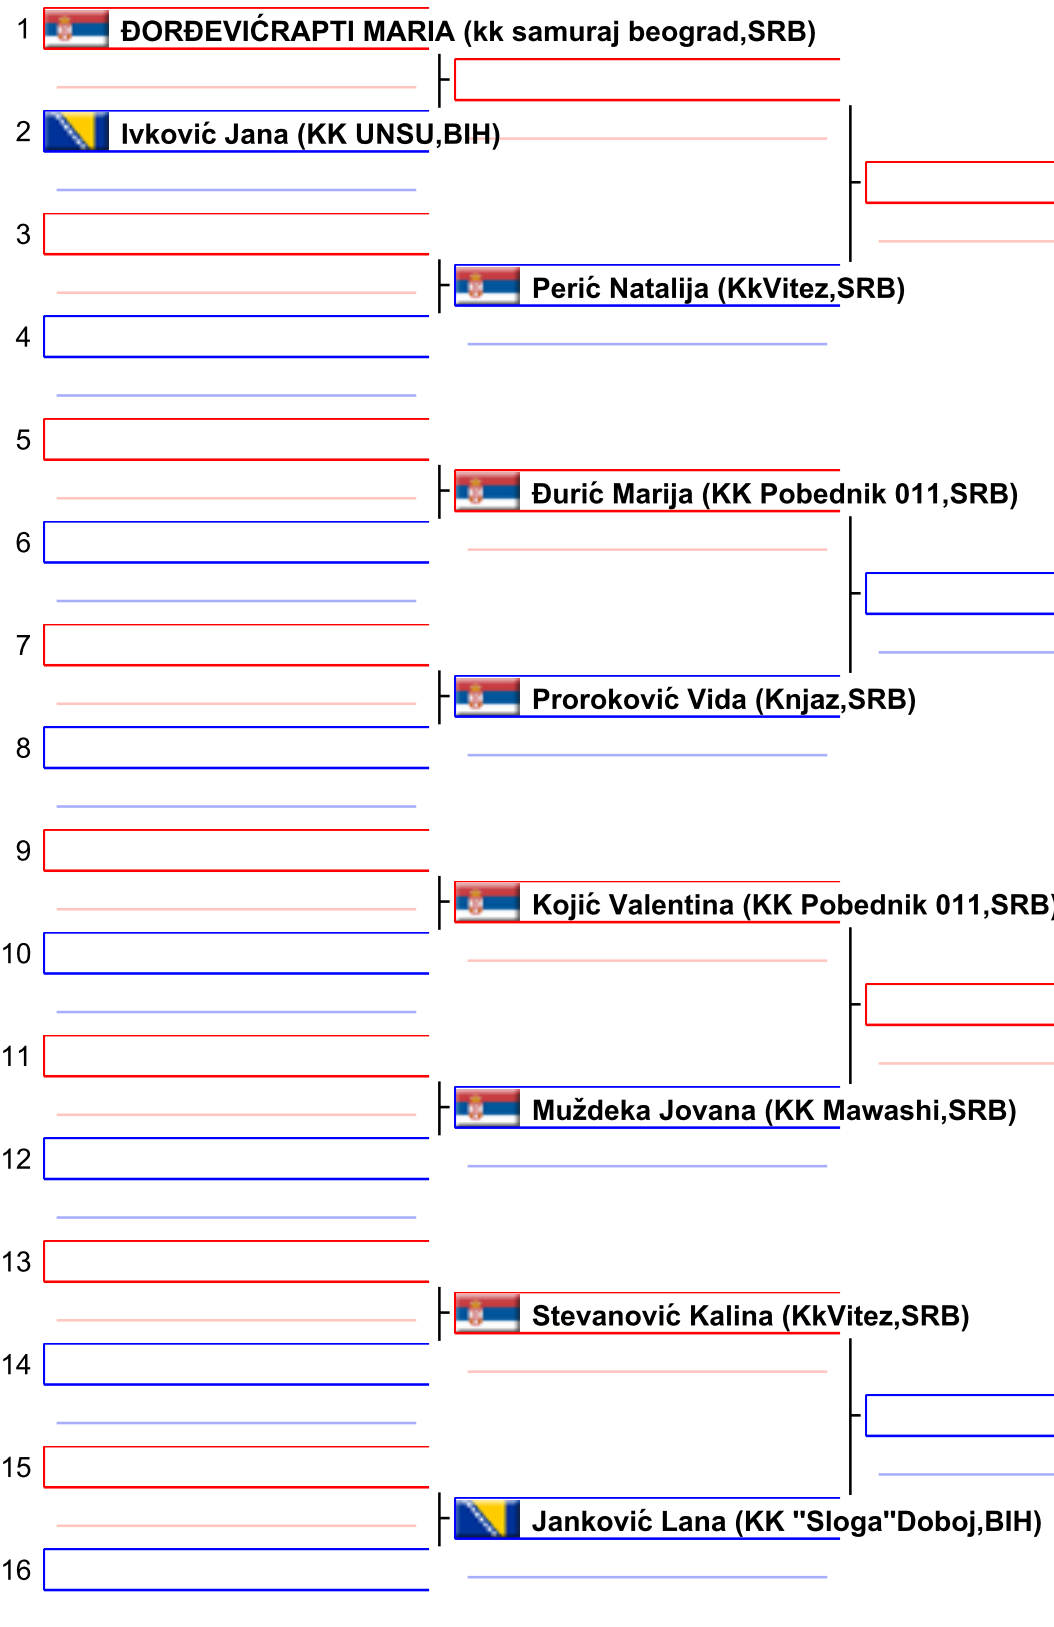 1 ĐORĐEVIĆRAPTI MARIA (kk samuraj beograd,SRB)
2 Ivković Jana (KK UNSU,BIH)
3
Perić Natalija (KkVitez,SRB)
4
5
Đurić Marija (KK Pobednik 011,SRB)
6
7
Proroković Vida (Knjaz,SRB)
8
9
Kojić Valentina (KK Pobednik 011,SRB)
10
11
Muždeka Jovana (KK Mawashi,SRB)
12
13
Stevanović Kalina (KkVitez,SRB)
14
15
Janković Lana (KK "Sloga"Doboj,BIH)
16